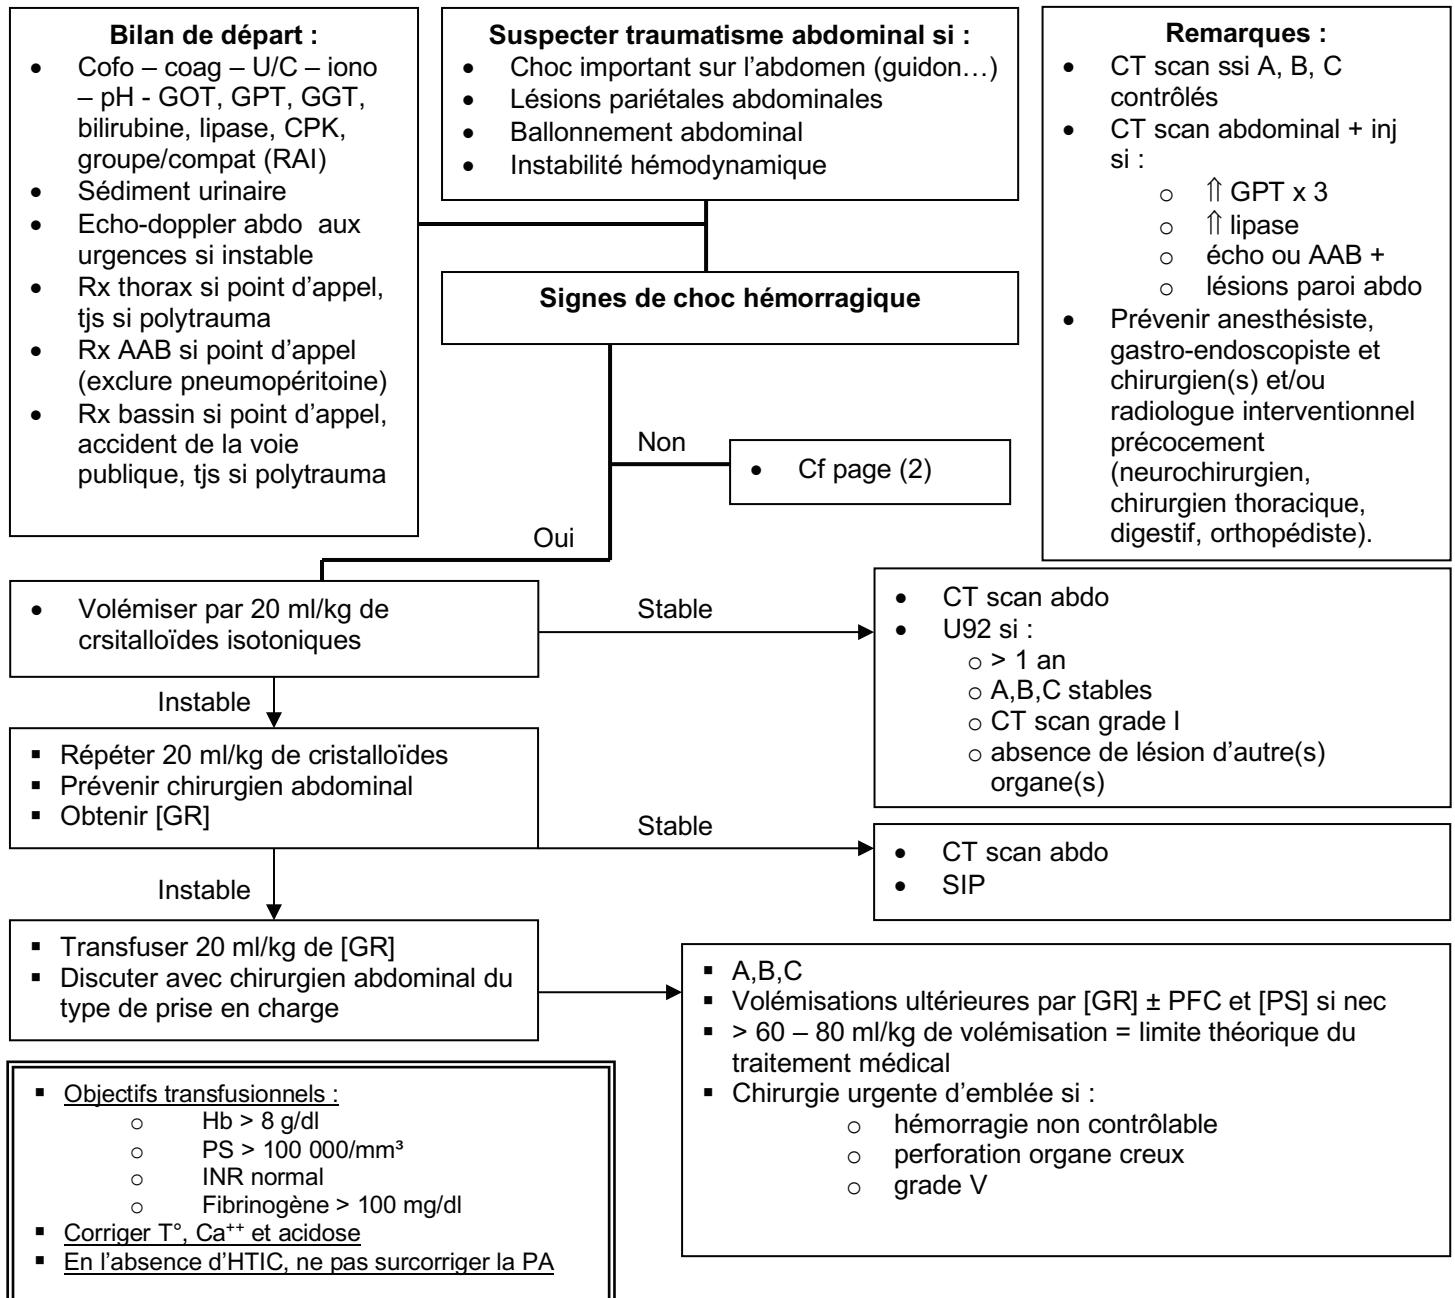 Bilan de départ :
• Cofo – coag – U/C – iono
– pH - GOT, GPT, GGT,
bilirubine, lipase, CPK,
groupe/compat (RAI)
• Sédiment urinaire
• Echo-doppler abdo aux
urgences si instable
• Rx thorax si point d’appel,
tjs si polytrauma
• Rx AAB si point d’appel
(exclure pneumopéritoine)
• Rx bassin si point d’appel,
accident de la voie
publique, tjs si polytrauma
Suspecter traumatisme abdominal si :
• Choc important sur l’abdomen (guidon…)
• Lésions pariétales abdominales
• Ballonnement abdominal
• Instabilité hémodynamique
Remarques :
• CT scan ssi A, B, C
contrôlés
• CT scan abdominal + inj
si :
o ⇑ GPT x 3
o ⇑ lipase
o écho ou AAB +
o lésions paroi abdo
• Prévenir anesthésiste,
gastro-endoscopiste et
chirurgien(s) et/ou
radiologue interventionnel
précocement
(neurochirurgien,
chirurgien thoracique,
digestif, orthopédiste).
Signes de choc hémorragique
Non
• Cf page (2)
Oui
• Volémiser par 20 ml/kg de
crsitalloïdes isotoniques
Stable
• CT scan abdo
• U92 si :
o > 1 an
o A,B,C stables
o CT scan grade I
o absence de lésion d’autre(s)
organe(s)
Instable
▪ Répéter 20 ml/kg de cristalloïdes
▪ Prévenir chirurgien abdominal
▪ Obtenir [GR]
Stable
• CT scan abdo
• SIP
Instable
▪ Transfuser 20 ml/kg de [GR]
▪ Discuter avec chirurgien abdominal du
type de prise en charge
▪ A,B,C
▪ Volémisations ultérieures par [GR] ± PFC et [PS] si nec
▪ > 60 – 80 ml/kg de volémisation = limite théorique du
traitement médical
▪ Chirurgie urgente d’emblée si :
o hémorragie non contrôlable
o perforation organe creux
o grade V
▪ Objectifs transfusionnels :
o Hb > 8 g/dl
o PS > 100 000/mm³
o INR normal
o Fibrinogène > 100 mg/dl
▪ Corriger T°, Ca⁺⁺ et acidose
▪ En l’absence d’HTIC, ne pas surcorriger la PA